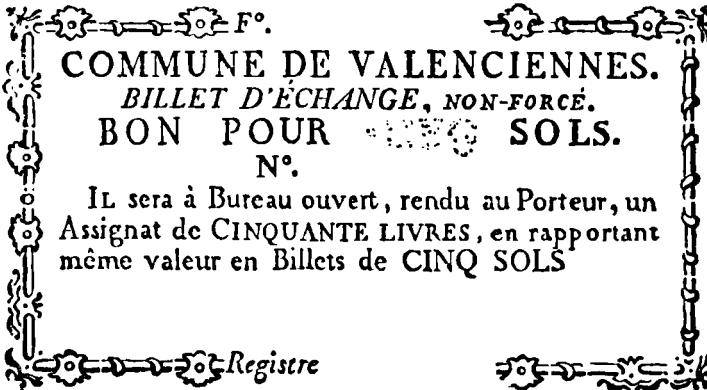 F°.
COMMUNE DE VALENCIENNES.
BILLET D'ÉCHANGE, NON-FORCÉ.
BON POUR SOLS.
N°.
IL sera à Bureau ouvert, rendu au Porteur, un
Assignat de CINQUANTE LIVRES, en rapportant
même valeur en Billets de CINQ SOLS
Registre